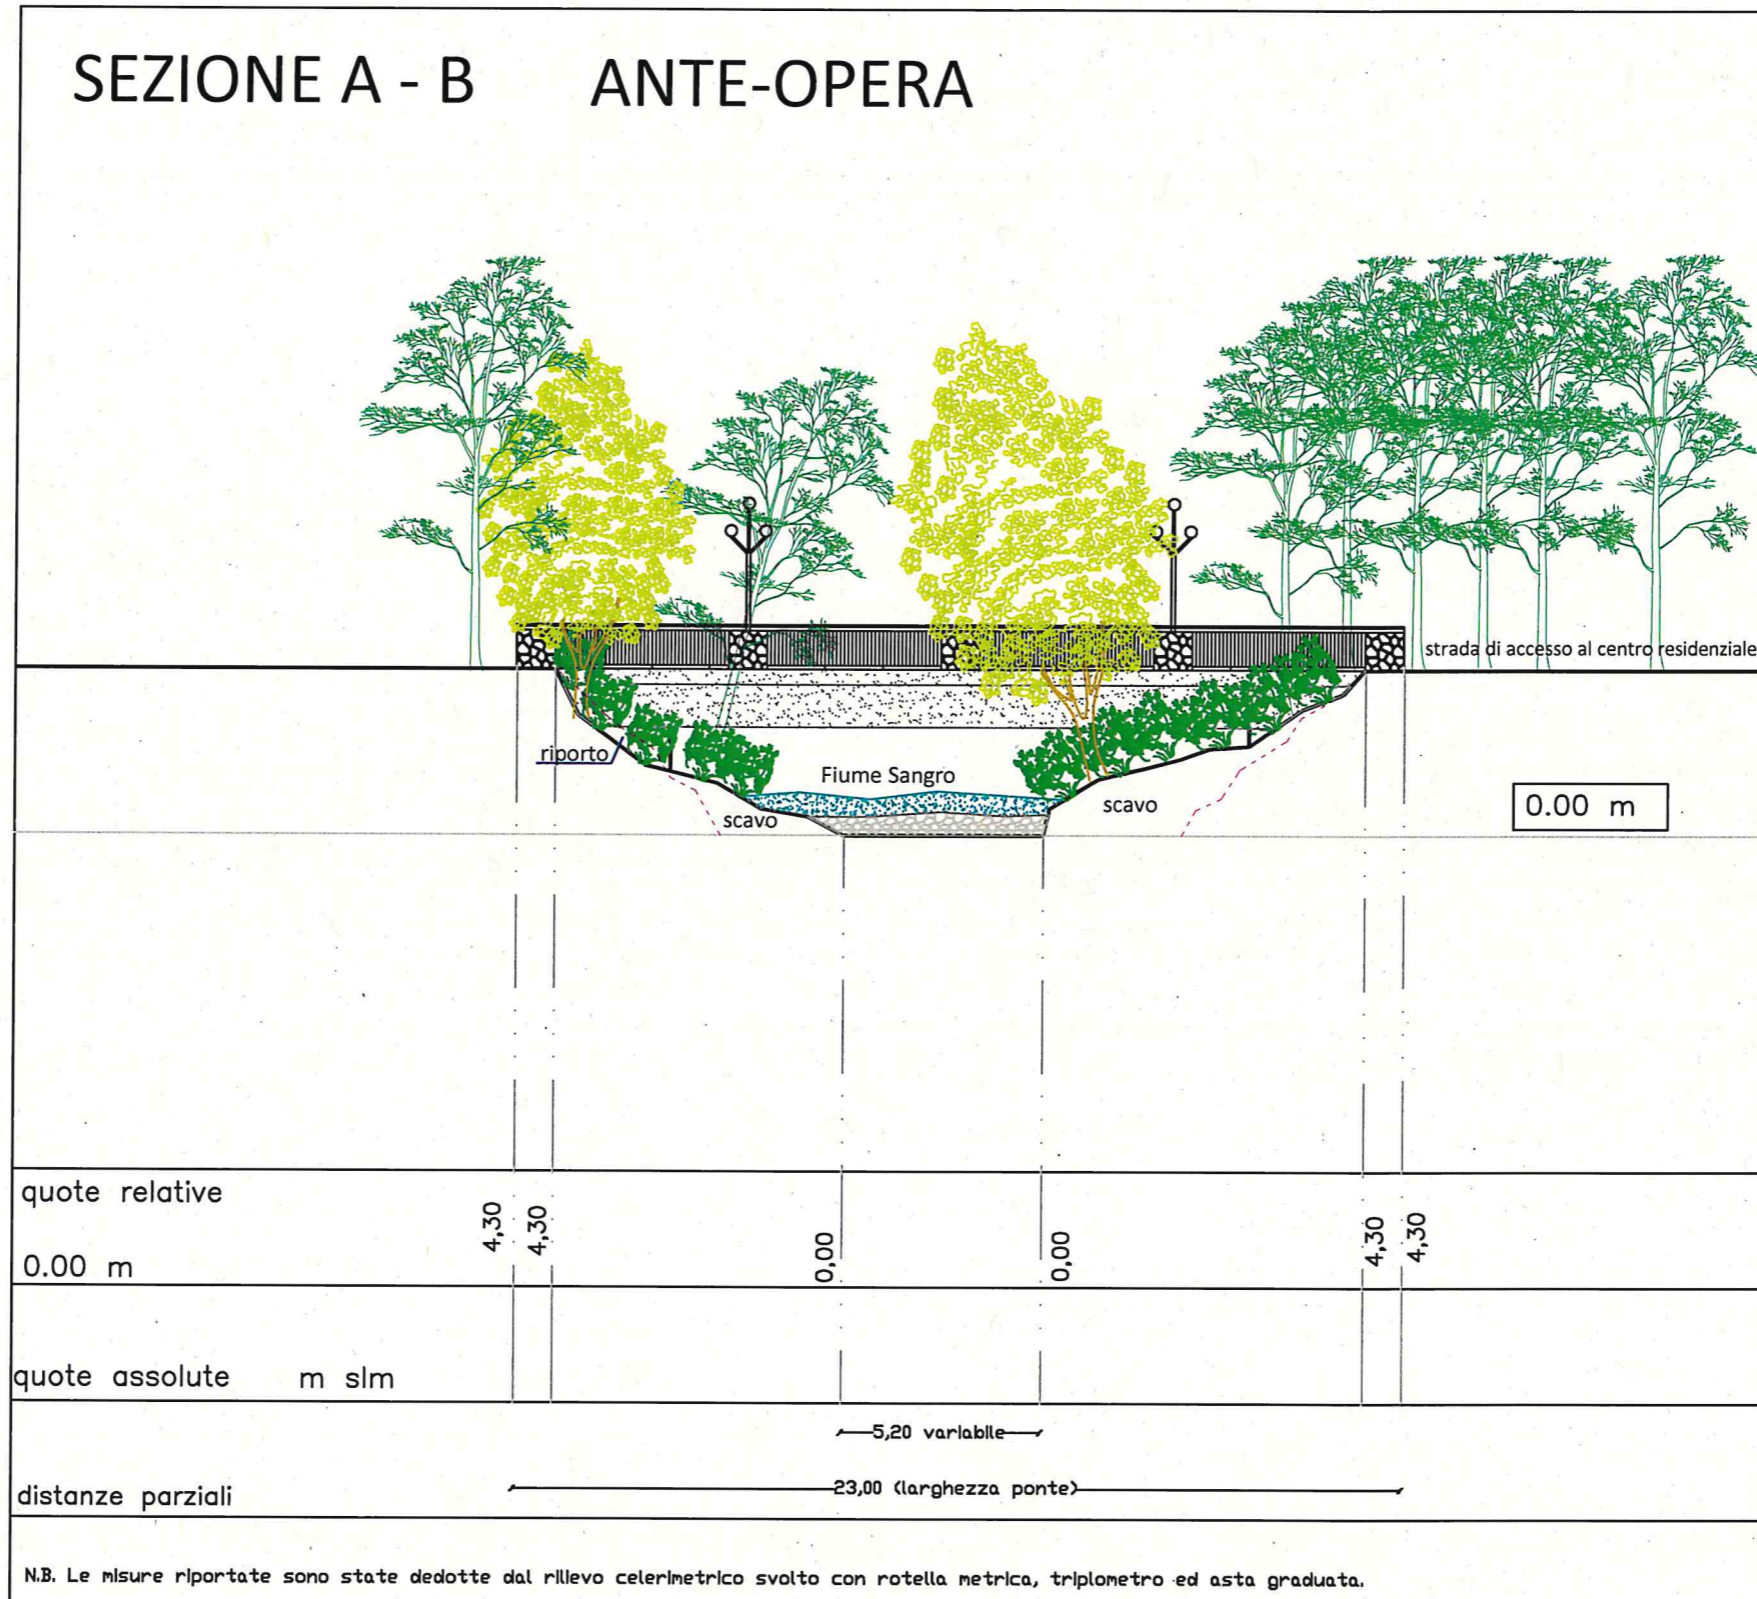 SEZIONE A - B ANTE-OPERA
strada di accesso al centro residenziale
riporto
Fiume Sangro
scavo
scavo
0.00 m
quote relative
4,30
4,30
0,00
0,00
4,30
4,30
0.00 m
quote assolute m slm
5,20 variabile
23,00 (larghezza ponte)
distanze parziali
N.B. Le misure riportate sono state dedotte dal rilievo celerimetrico svolto con rotella metrica, triplometro ed asta graduata.